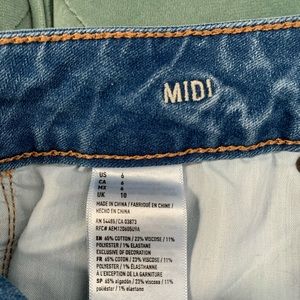 MIDI
US 6
CA 6
MX 6
UK 10
MADE IN CHINA / FABRIQUÉ EN CHINE /
HECHO EN CHINA
RN 54485/CA 03873
RFC#
EN 65% COTTON / 23% VISCOSE / 11%
POLYESTER / 1% ELASTANE
EXCLUSIVE OF DECORATION
FR 65% COTON / 23% VISCOSE / 11%
POLYESTER / 1% ÉLASTHANNE
À L'EXCEPTION DE LA GARNITURE
SP 65% algodón / 23% viscosa / 11%
poliéster / 1% elastano